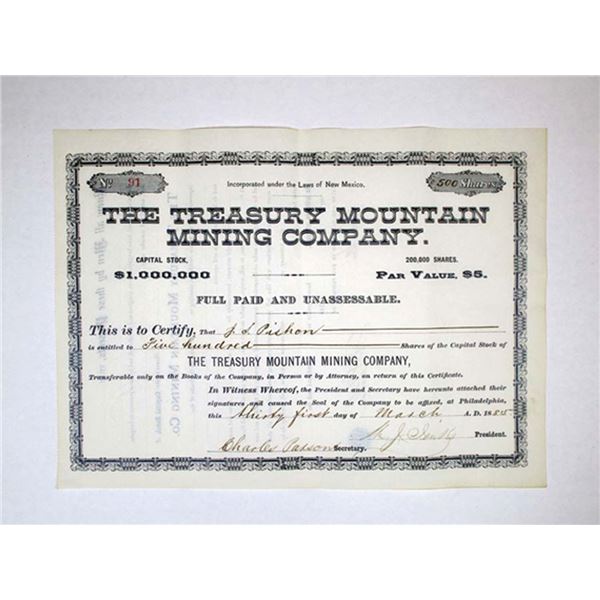 No 91
Incorporated under the Laws of New Mexico.
500 Shares
THE TREASURY MOUNTAIN
MINING COMPANY.
CAPITAL STOCK,
$1,000,000
200,000 SHARES.
PAR VALUE, $5.
FULL PAID AND UNASSESSABLE.
This is to Certify, That J. S.
is entitled to Five hundred Shares of the Capital Stock of
THE TREASURY MOUNTAIN MINING COMPANY,
Transferable only on the Books of the Company, in Person or by Attorney, on return of this Certificate.
In Witness Whereof, the President and Secretary have hereunto attached their
signatures and caused the Seal of the Company to be affixed, at Philadelphia,
this thirty first day of March A. D. 1885
President.
Charles Secretary.